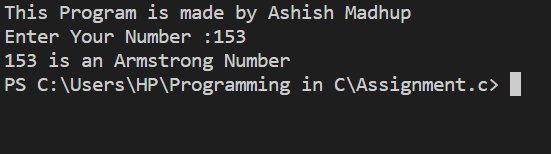 This Program is made by Ashish Madhup
Enter Your Number :153
153 is an Armstrong Number
PS C:\Users\HP\Programming in C\Assignment.c>